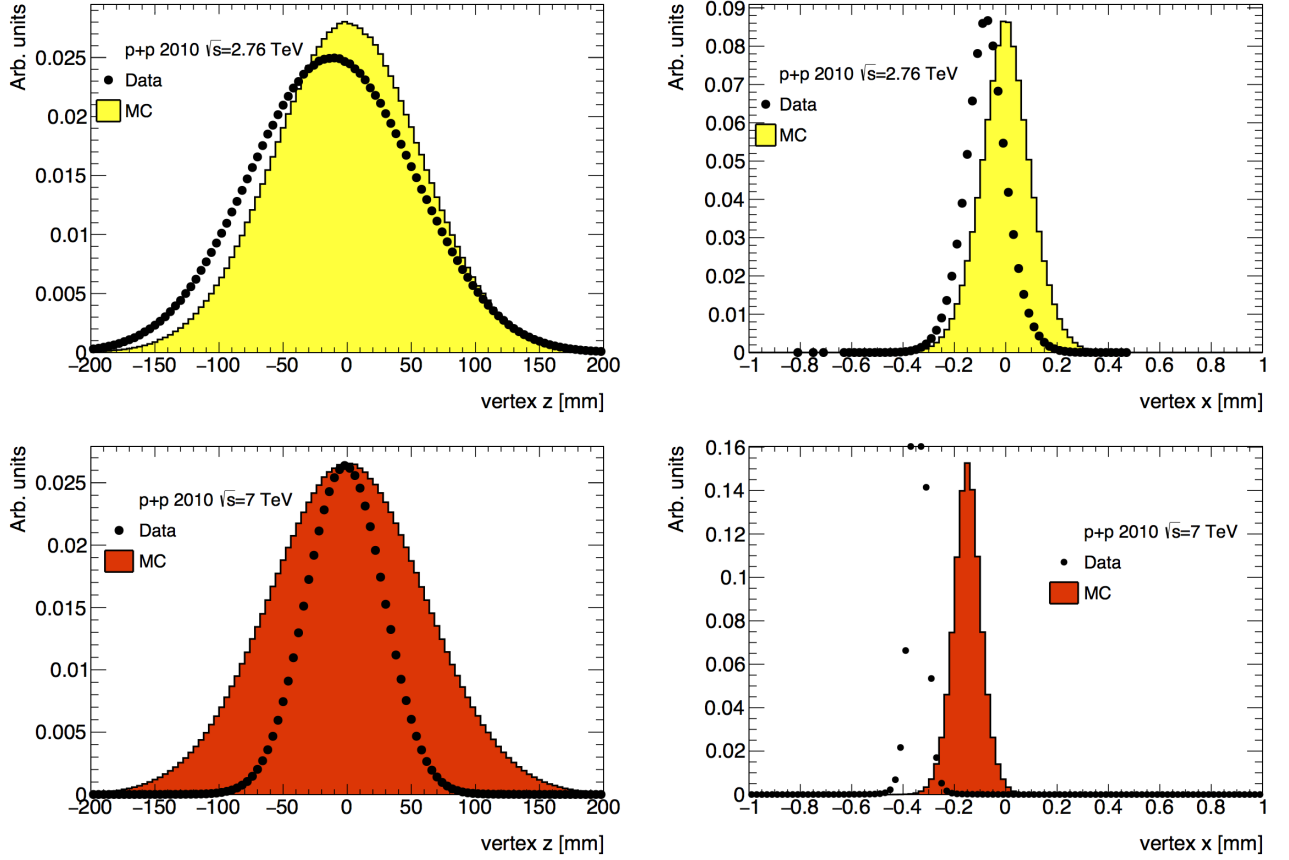 Arb. units
0.025
0.02
0.015
0.01
0.005
0
p+p 2010 √s=2.76 TeV
Data
MC
−200 −150 −100 −50 0 50 100 150 200
vertex z [mm]
Arb. units
0.09
0.08
0.07
0.06
0.05
0.04
0.03
0.02
0.01
0
p+p 2010 √s=2.76 TeV
Data
MC
−1 −0.8 −0.6 −0.4 −0.2 0 0.2 0.4 0.6 0.8 1
vertex x [mm]
Arb. units
0.025
0.02
0.015
0.01
0.005
0
p+p 2010 √s=7 TeV
Data
MC
−200 −150 −100 −50 0 50 100 150 200
vertex z [mm]
Arb. units
0.16
0.14
0.12
0.1
0.08
0.06
0.04
0.02
0
p+p 2010 √s=7 TeV
Data
MC
−1 −0.8 −0.6 −0.4 −0.2 0 0.2 0.4 0.6 0.8 1
vertex x [mm]